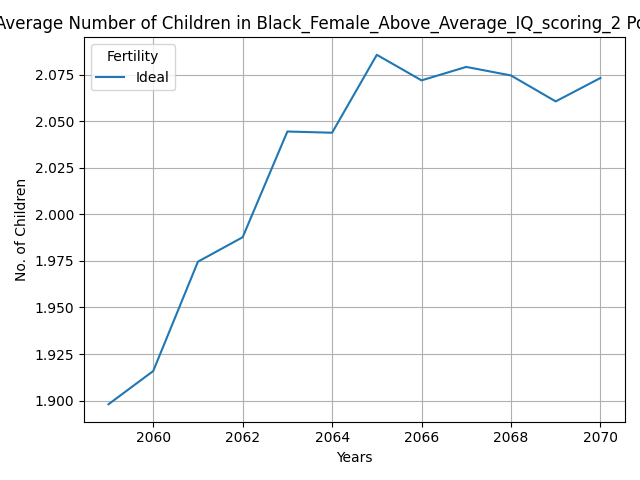 Average Number of Children in Black_Female_Above_Average_IQ_scoring_2 Po
Fertility
Ideal
2.075
2.050
2.025
2.000
1.975
1.950
1.925
1.900
No. of Children
2060 2062 2064 2066 2068 2070
Years